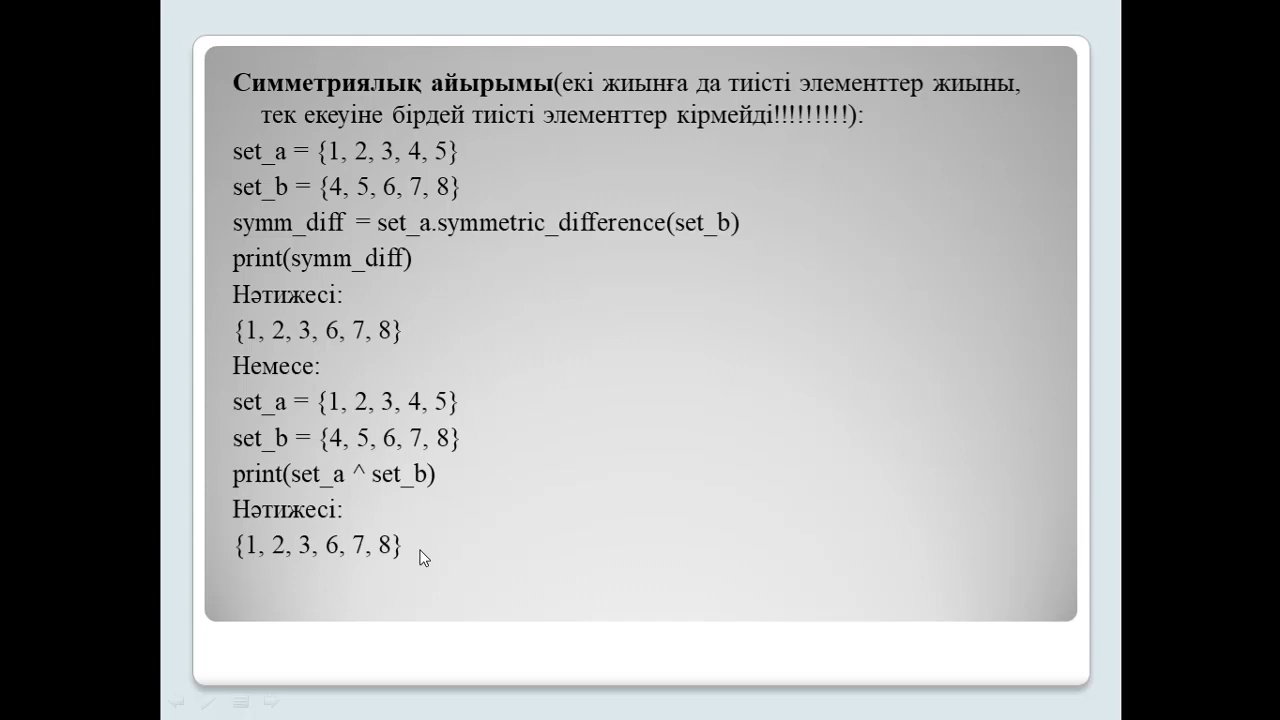 Симметриялық айырымы(екі жиынға да тиісті элементтер жиыны,
тек екеуіне бірдей тиісті элементтер кірмейді!!!!!!!!!):
set_a = {1, 2, 3, 4, 5}
set_b = {4, 5, 6, 7, 8}
symm_diff = set_a.symmetric_difference(set_b)
print(symm_diff)
Нәтижесі:
{1, 2, 3, 6, 7, 8}
Немесе:
set_a = {1, 2, 3, 4, 5}
set_b = {4, 5, 6, 7, 8}
print(set_a ^ set_b)
Нәтижесі:
{1, 2, 3, 6, 7, 8}